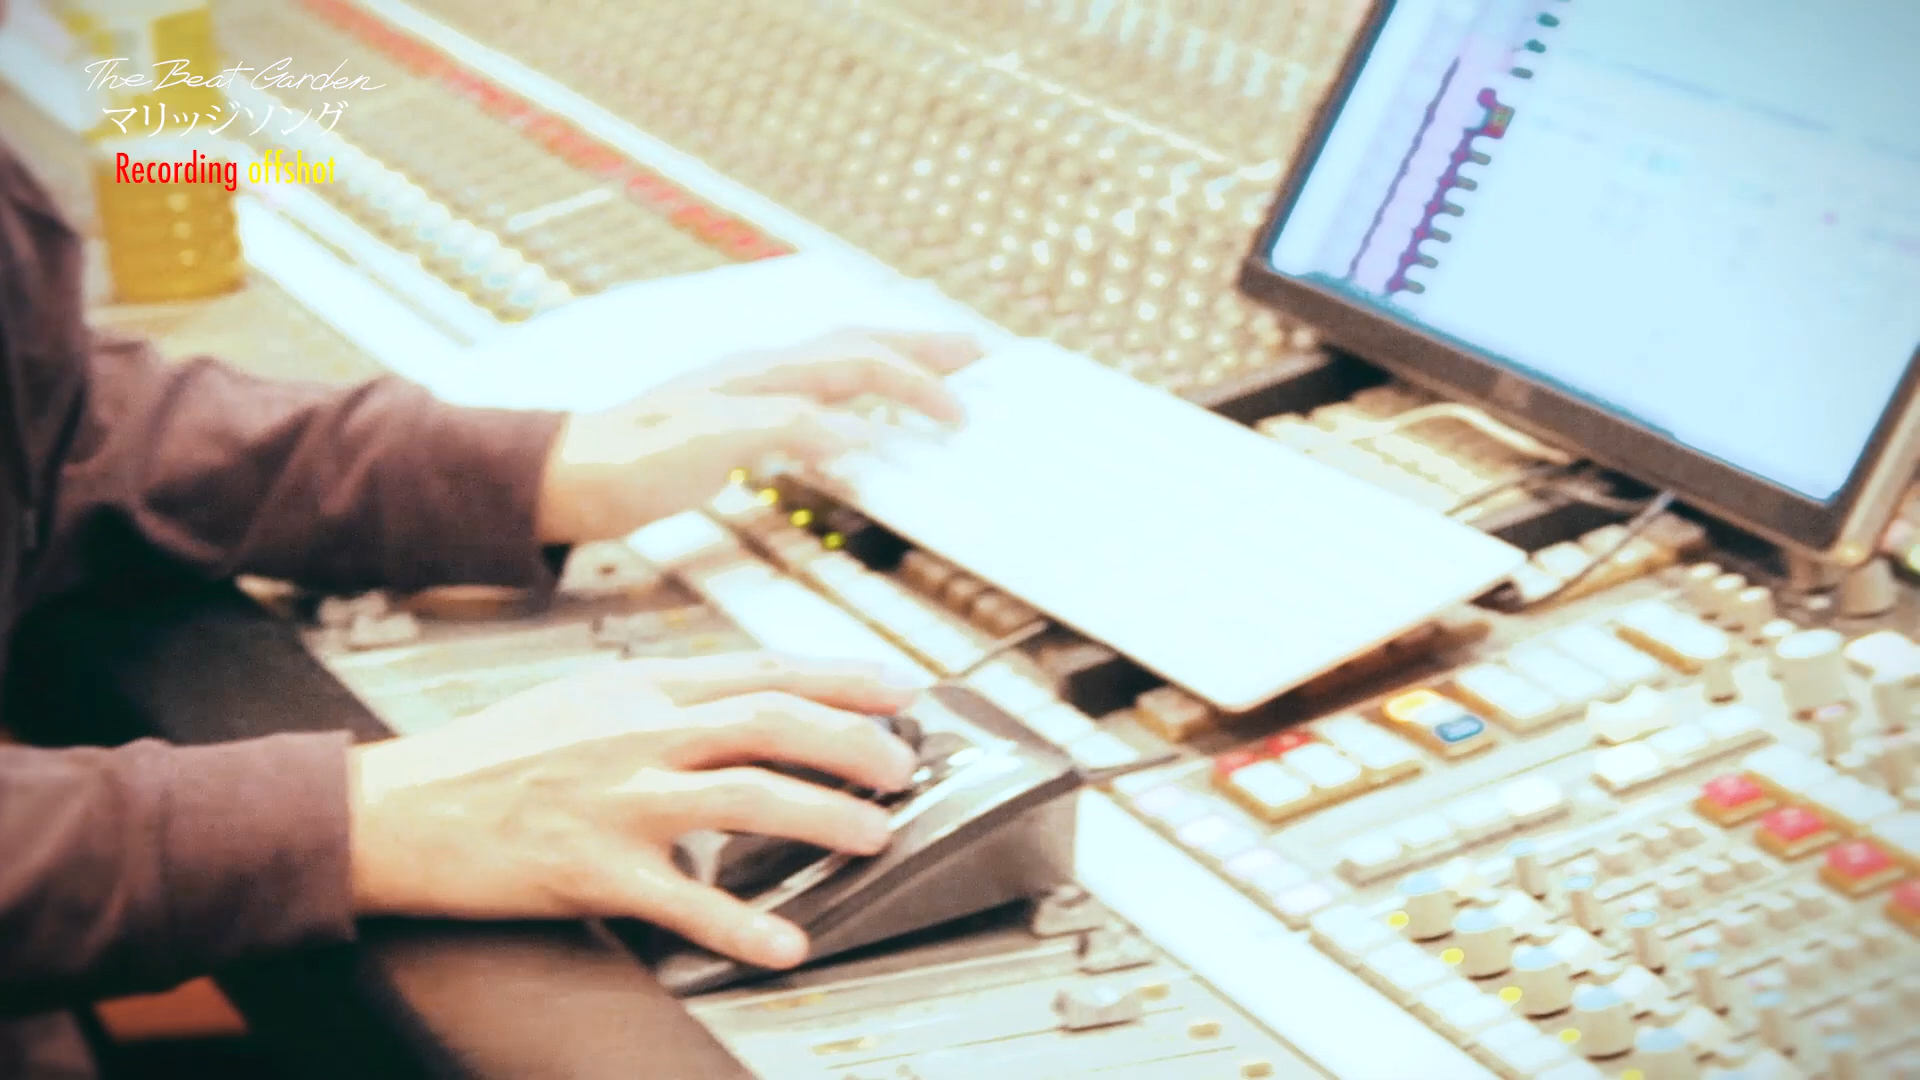 The Beat Garden
マリッジソング
Recording offshot